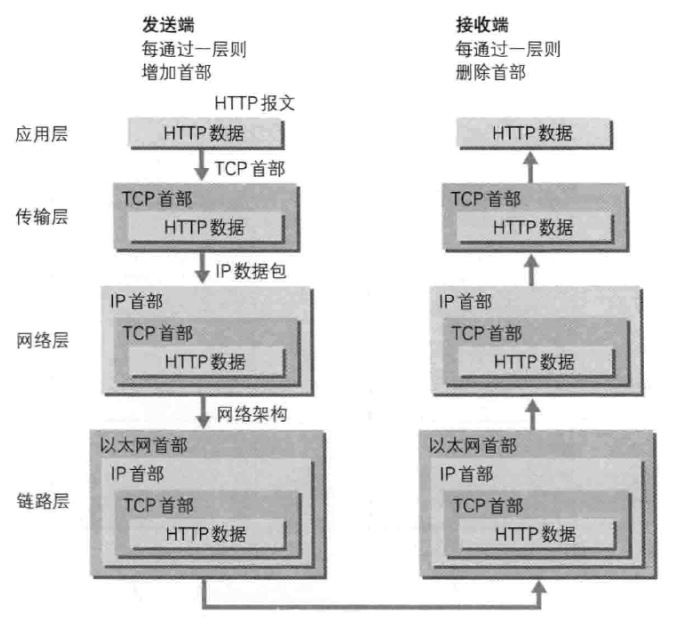 发送端
每通过一层则
增加首部
接收端
每通过一层则
删除首部
HTTP 报文
应用层
HTTP 数据
HTTP 数据
TCP 首部
传输层
TCP 首部
HTTP 数据
TCP 首部
HTTP 数据
IP 数据包
网络层
IP 首部
TCP 首部
HTTP 数据
IP 首部
TCP 首部
HTTP 数据
网络架构
链路层
以太网首部
IP 首部
TCP 首部
HTTP 数据
以太网首部
IP 首部
TCP 首部
HTTP 数据